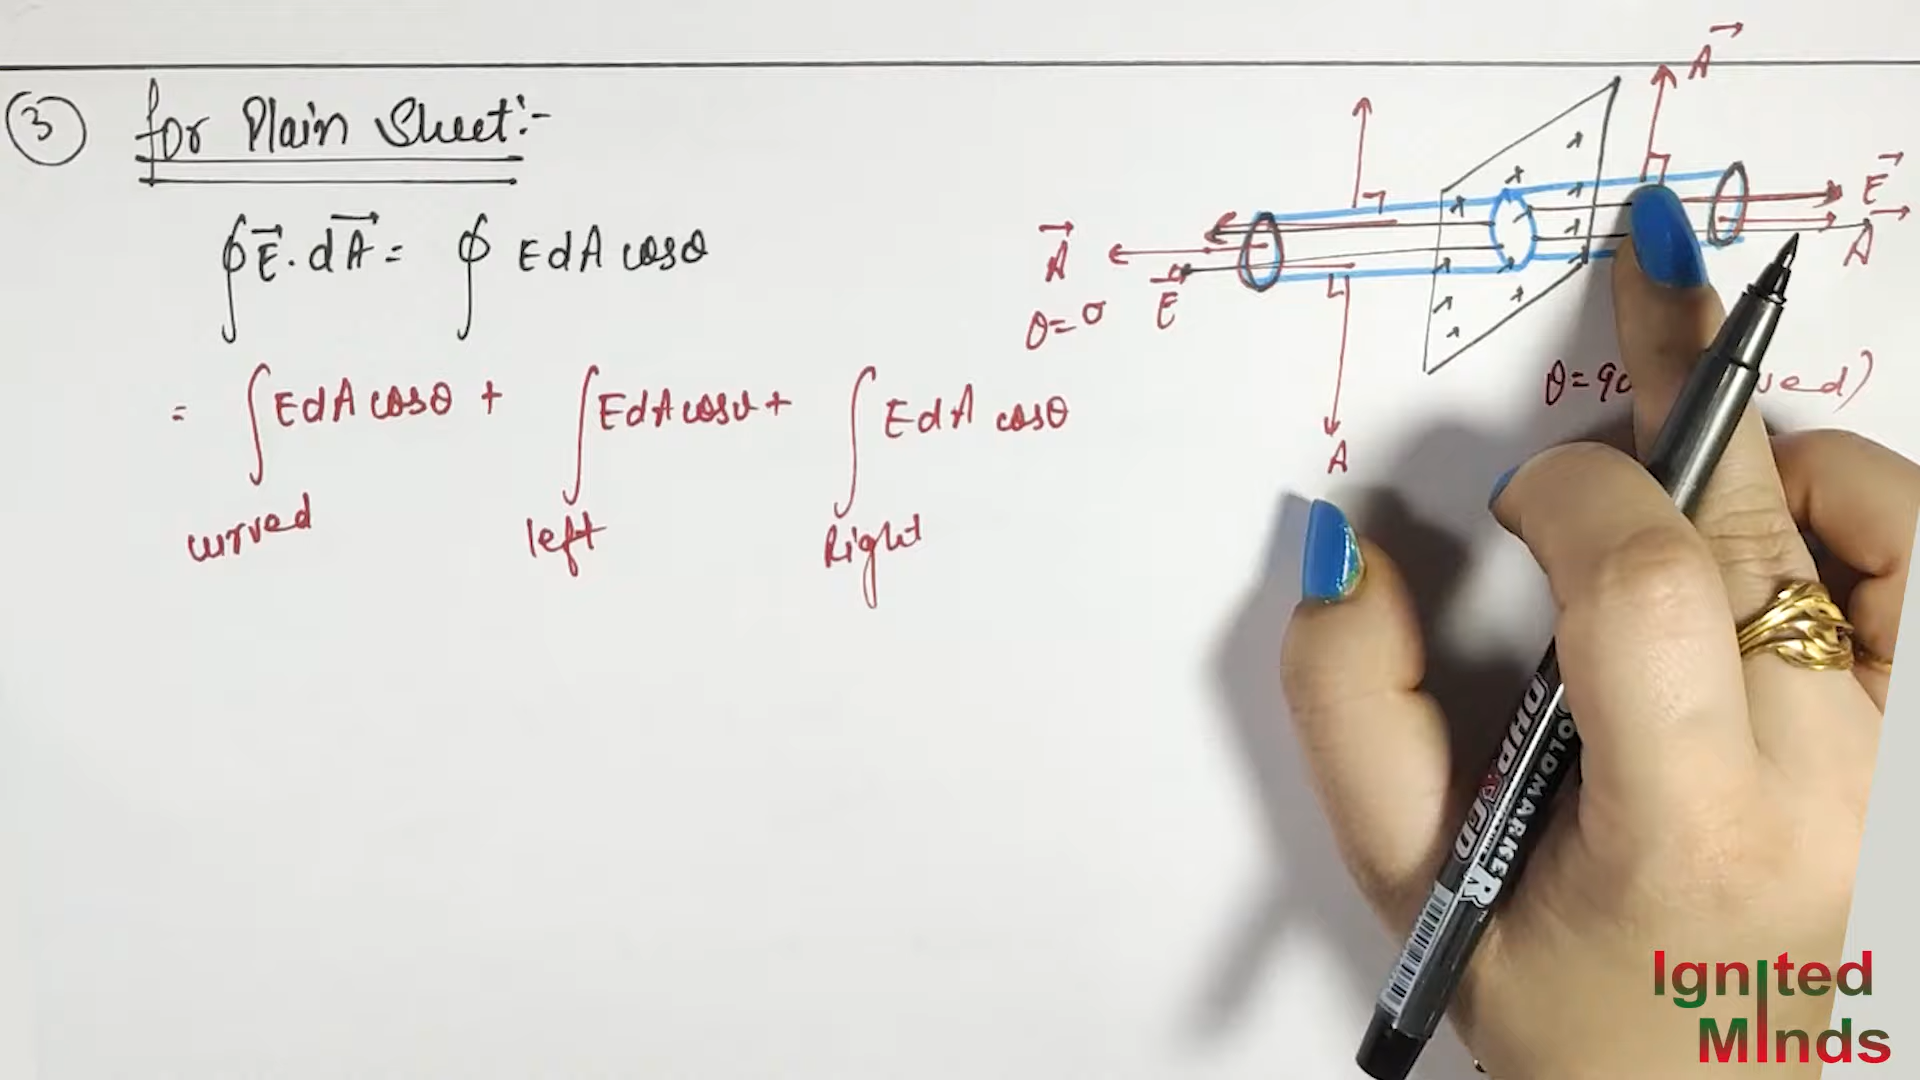 ③ for Plain Sheet:-
∮E⃗.dA⃗ = ∮ EdA cosθ
= ∫EdA cosθ + ∫EdA cosθ + ∫EdA cosθ
curved left Right
A⃗
E⃗
A⃗
A⃗
E⃗
θ=0°
A
GOLDMARKER
Ignited
Minds